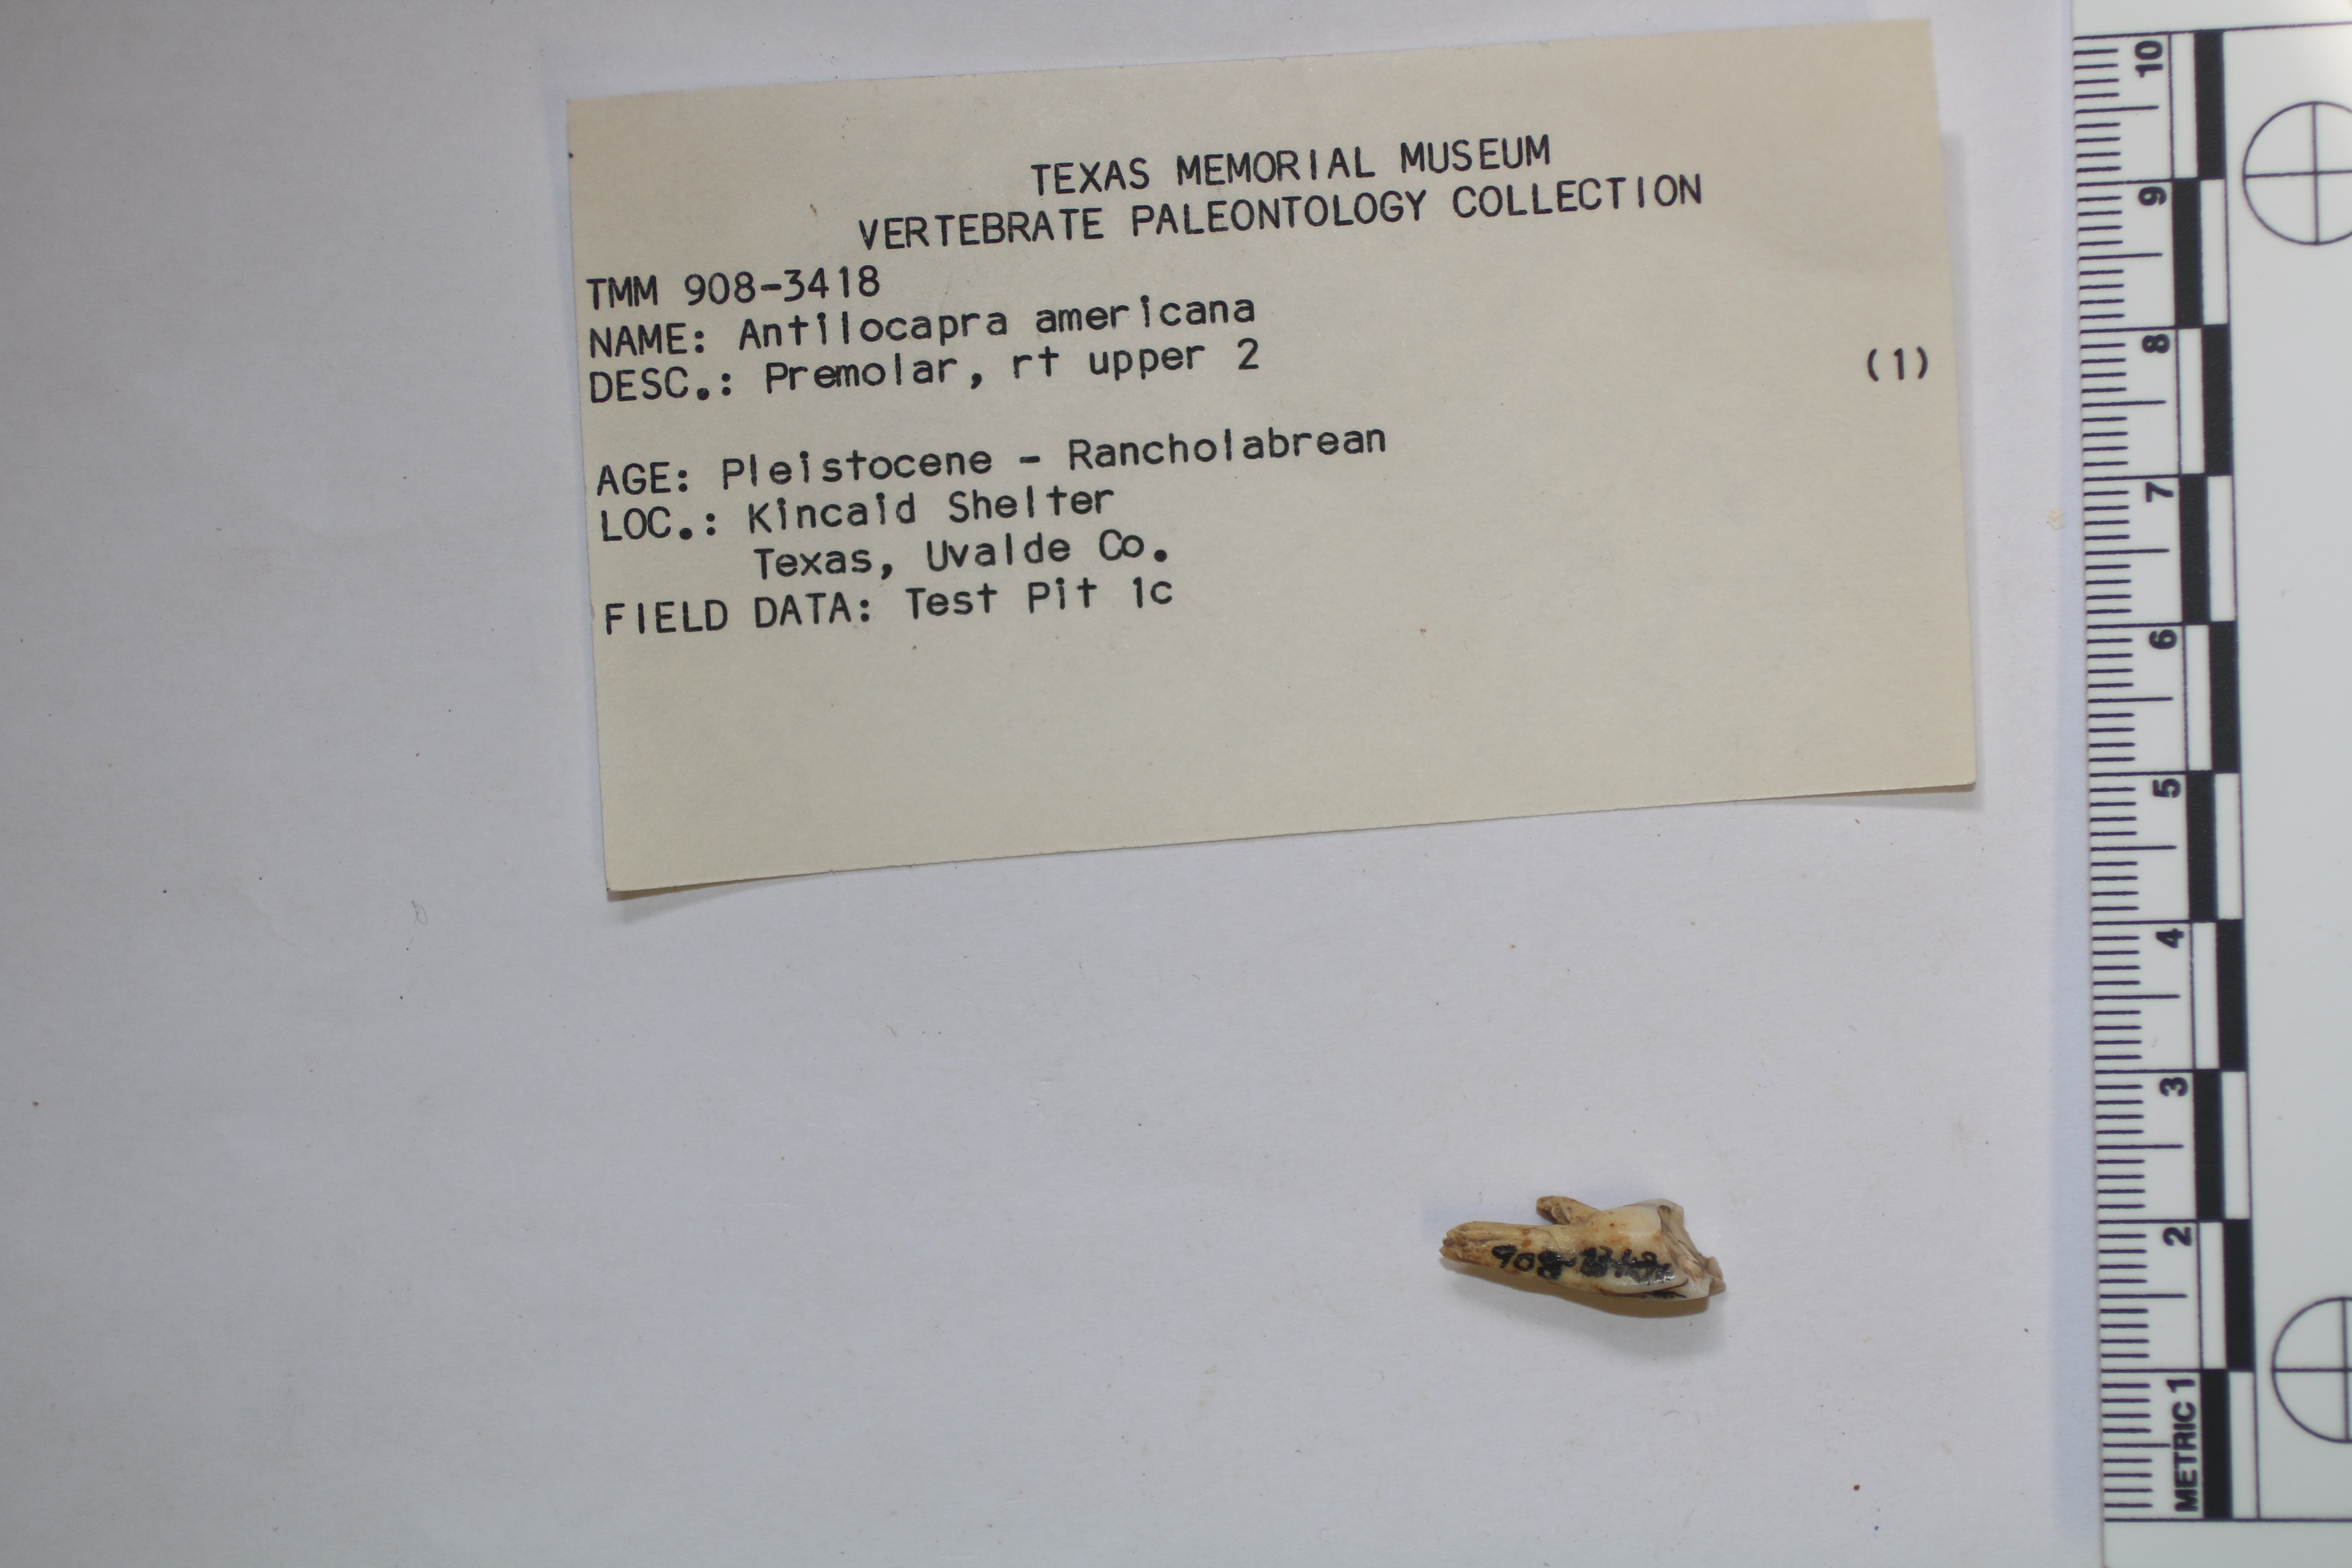 TEXAS MEMORIAL MUSEUM
VERTEBRATE PALEONTOLOGY COLLECTION
TMM 908-3418
NAME: Antilocapra americana
DESC.: Premolar, rt upper 2 (1)
AGE: Pleistocene - Rancholabrean
LOC.: Kincaid Shelter
Texas, Uvalde Co.
FIELD DATA: Test Pit 1c
10
9
8
7
6
5
4
3
2
METRIC 1
908-